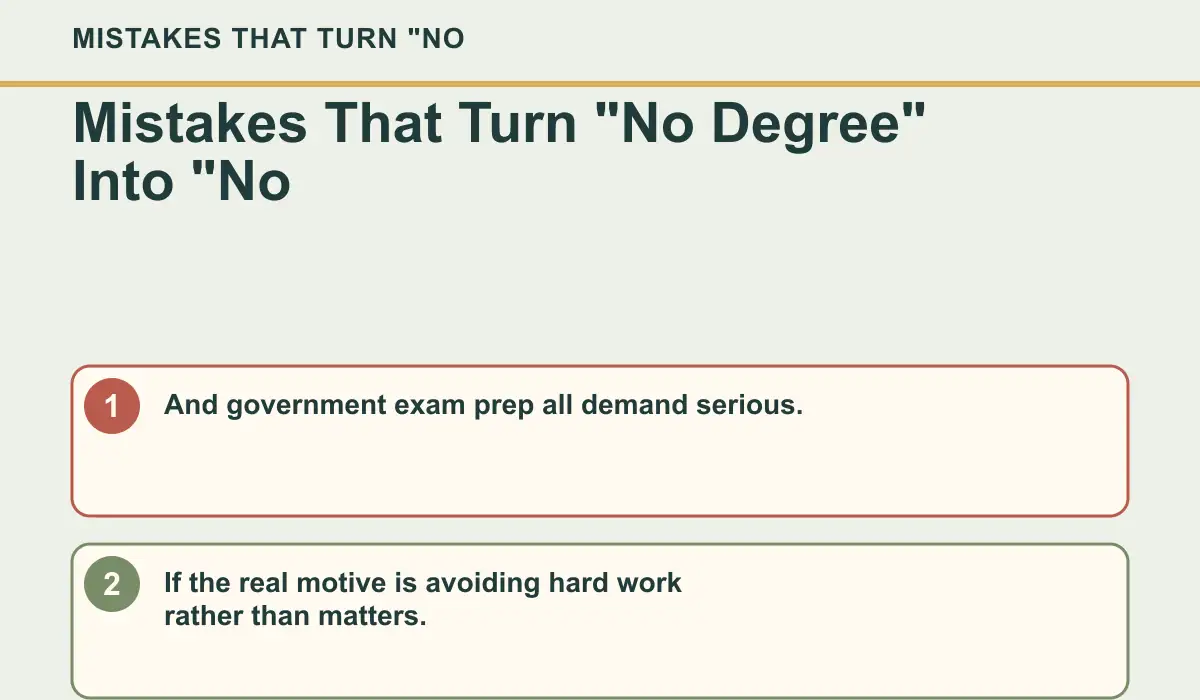 MISTAKES THAT TURN "NO
Mistakes That Turn "No Degree"
Into "No
1
And government exam prep all demand serious.
2
If the real motive is avoiding hard work
rather than matters.